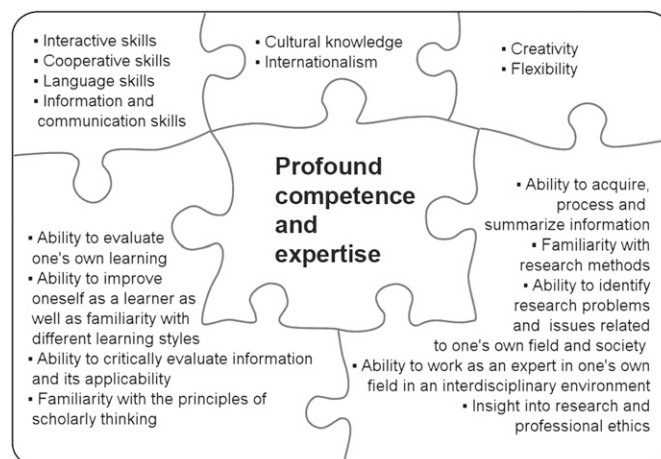 ▪ Interactive skills
▪ Cooperative skills
▪ Language skills
▪ Information and
communication skills
▪ Cultural knowledge
▪ Internationalism
▪ Creativity
▪ Flexibility
Profound
competence
and
expertise
▪ Ability to evaluate
one's own learning
▪ Ability to improve
oneself as a learner as
well as familiarity with
different learning styles
▪ Ability to critically evaluate information
and its applicability
▪ Familiarity with the principles of
scholarly thinking
▪ Ability to acquire,
process and
summarize information
▪ Familiarity with
research methods
▪ Ability to identify
research problems
and issues related
to one's own field and society
▪ Ability to work as an expert in one's own
field in an interdisciplinary environment
▪ Insight into research and
professional ethics